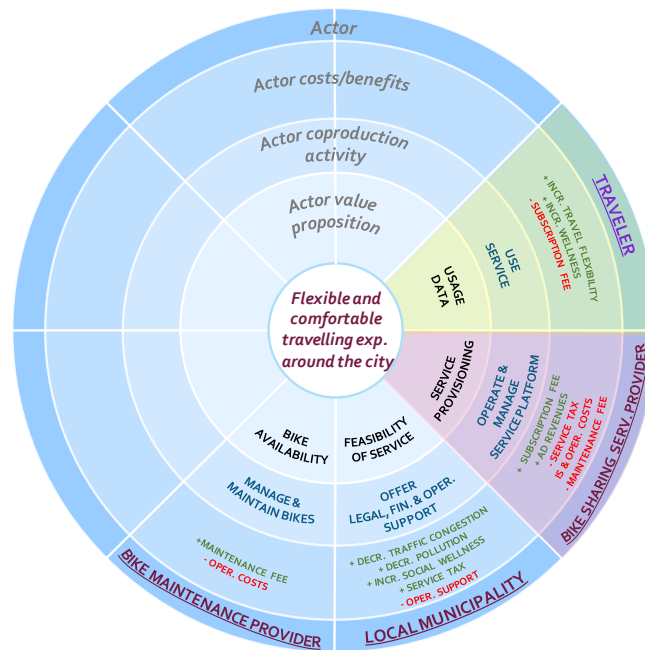 Actor
Actor costs/benefits
Actor coproduction
activity
Actor value
proposition
Flexible and
comfortable
travelling exp.
around the city
TRAVELER
+ INCR. TRAVEL FLEXIBILITY
+ INCR. WELLNESS
- SUBSCRIPTION FEE
USE
SERVICE
USAGE
DATA
BIKE SHARING SERV. PROVIDER
+ SUBSCRIPTION FEE
+ AD REVENUES
- SERVICE TAX
IS & OPER. COSTS
- MAINTENANCE FEE
OPERATE &
MANAGE
SERVICE PLATFORM
SERVICE
PROVISIONING
FEASIBILITY
OF SERVICE
OFFER
LEGAL, FIN. & OPER.
SUPPORT
+ DECR. TRAFFIC CONGESTION
+ DECR. POLLUTION
+ INCR. SOCIAL WELLNESS
+ SERVICE TAX
- OPER. SUPPORT
LOCAL MUNICIPALITY
BIKE
AVAILABILITY
MANAGE &
MAINTAIN BIKES
+MAINTENANCE FEE
- OPER. COSTS
BIKE MAINTENANCE PROVIDER